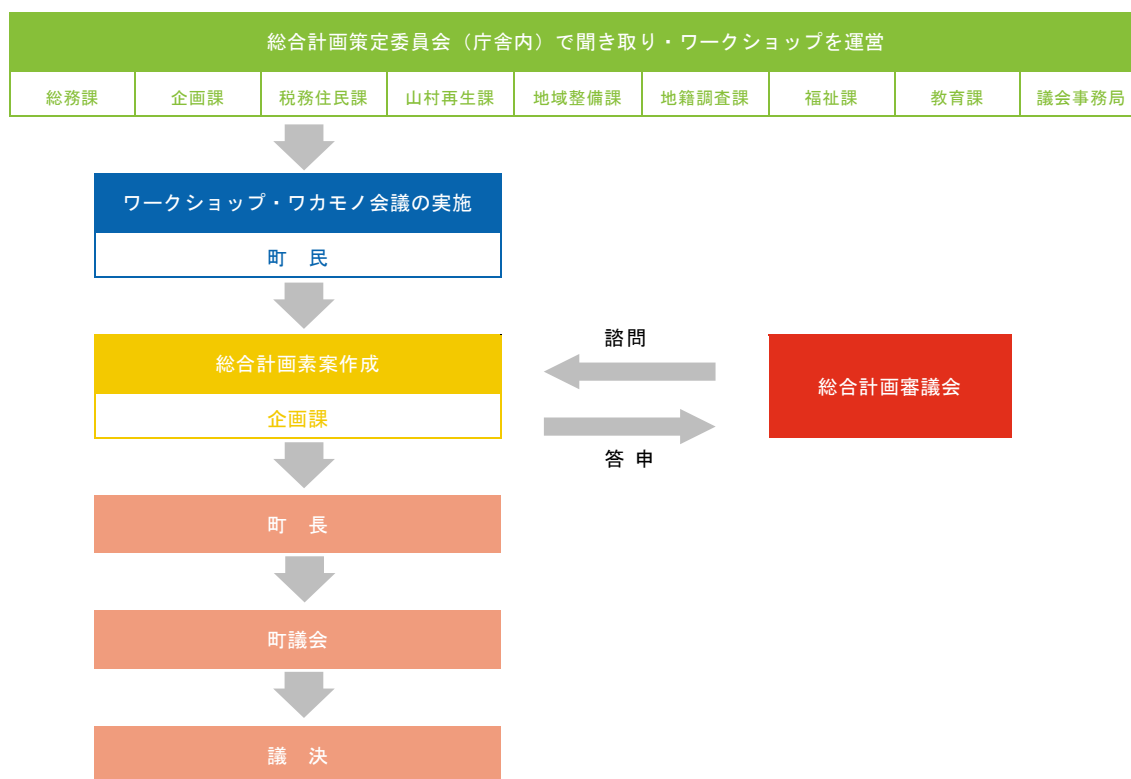 総合計画策定委員会（庁舎内）で聞き取り・ワークショップを運営
総務課 企画課 税務住民課 山村再生課 地域整備課 地籍調査課 福祉課 教育課 議会事務局
ワークショップ・ワカモノ会議の実施
町　民
総合計画素案作成
企画課
諮問
答 申
総合計画審議会
町　長
町議会
議　決